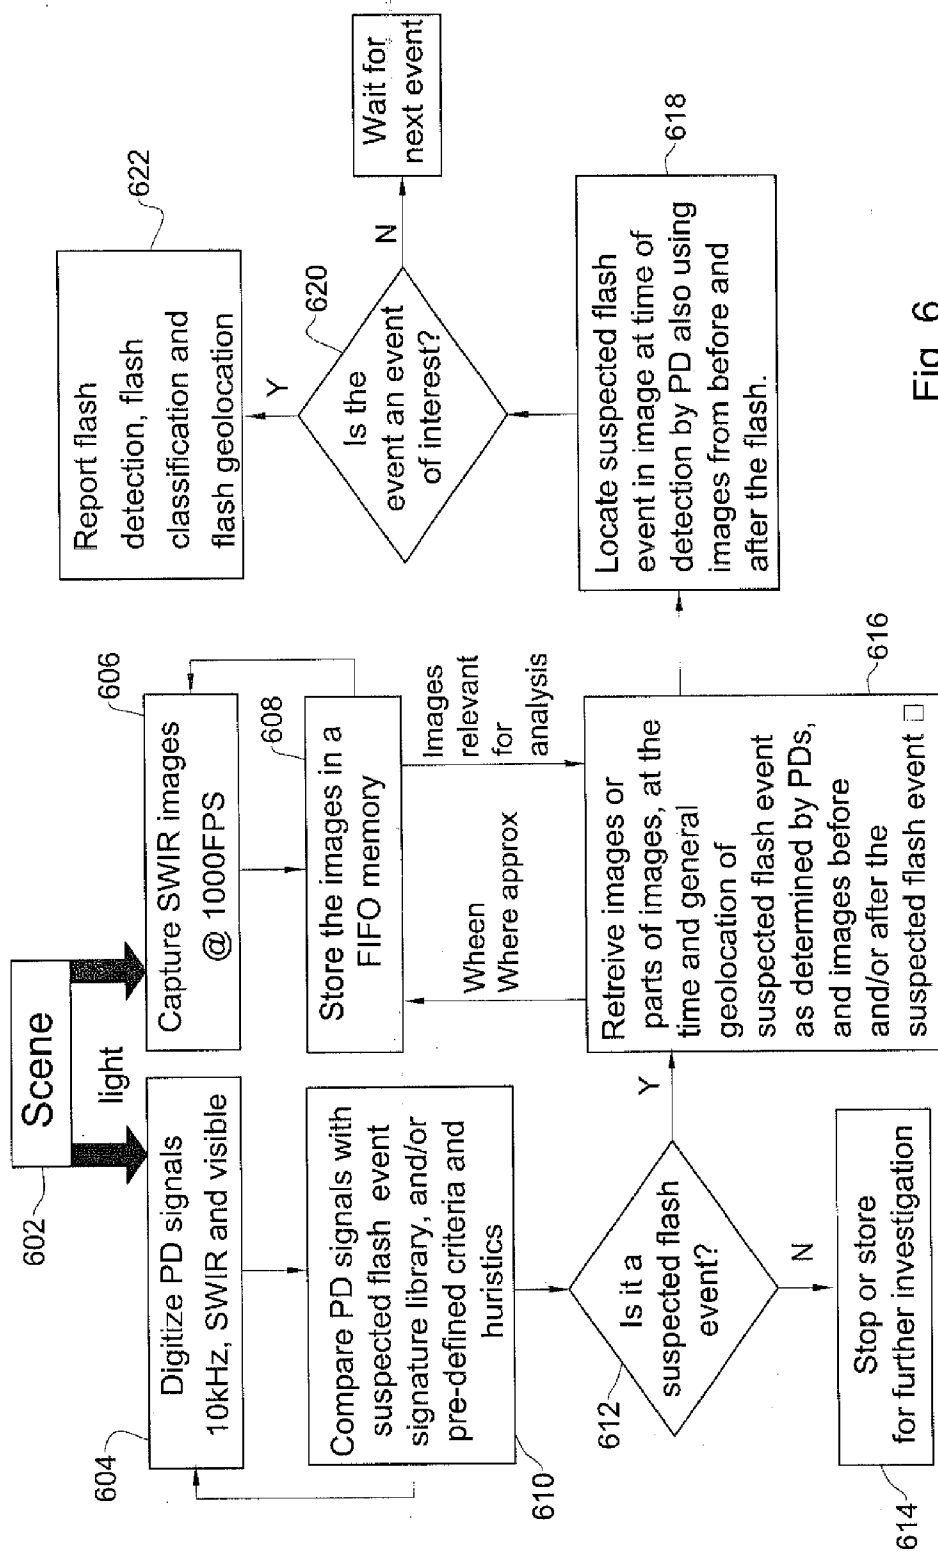 602
Scene
light
604
Digitize PD signals
10kHz, SWIR and visible
606
Capture SWIR images
@ 1000FPS
608
Store the images in a
FIFO memory
610
Compare PD signals with
suspected flash event
signature library, and/or
pre-defined criteria and
huristics
Wheen
Where approx
Images
relevant
for
analysis
612
Is it a
suspected flash
event?
Y
N
614
Stop or store
for further investigation
616
Retreive images or
parts of images, at the
time and general
geolocation of
suspected flash event
as determined by PDs,
and images before
and/or after the
suspected flash event □
618
Locate suspected flash
event in image at time of
detection by PD also using
images from before and
after the flash.
620
Is the
event an event
of interest?
Y
N
622
Report flash
detection, flash
classification and
flash geolocation
Wait for
next event
Fig. 6